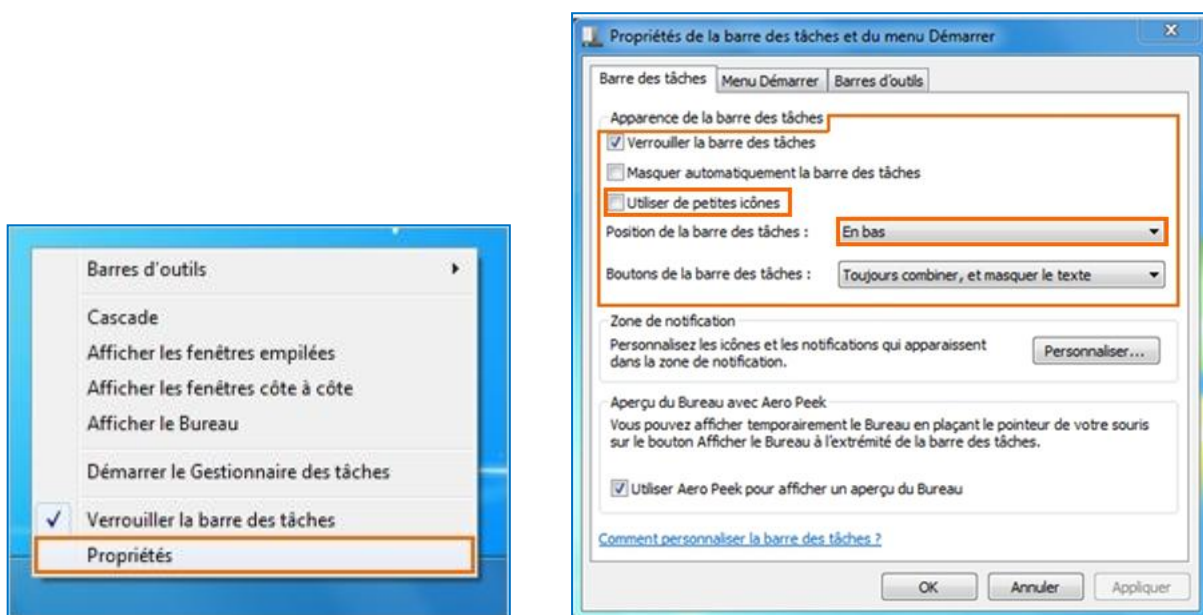 Barres d'outils
Cascade
Afficher les fenêtres empilées
Afficher les fenêtres côte à côte
Afficher le Bureau
Démarrer le Gestionnaire des tâches
Verrouiller la barre des tâches
Propriétés
Propriétés de la barre des tâches et du menu Démarrer
Barre des tâches Menu Démarrer Barres d'outils
Apparence de la barre des tâches
Verrouiller la barre des tâches
Masquer automatiquement la barre des tâches
Utiliser de petites icônes
Position de la barre des tâches : En bas
Boutons de la barre des tâches : Toujours combiner, et masquer le texte
Zone de notification
Personnalisez les icônes et les notifications qui apparaissent
dans la zone de notification.
Personnaliser...
Aperçu du Bureau avec Aero Peek
Vous pouvez afficher temporairement le Bureau en plaçant le pointeur de votre souris
sur le bouton Afficher le Bureau à l'extrémité de la barre des tâches.
Utiliser Aero Peek pour afficher un aperçu du Bureau
Comment personnaliser la barre des tâches ?
OK Annuler Appliquer